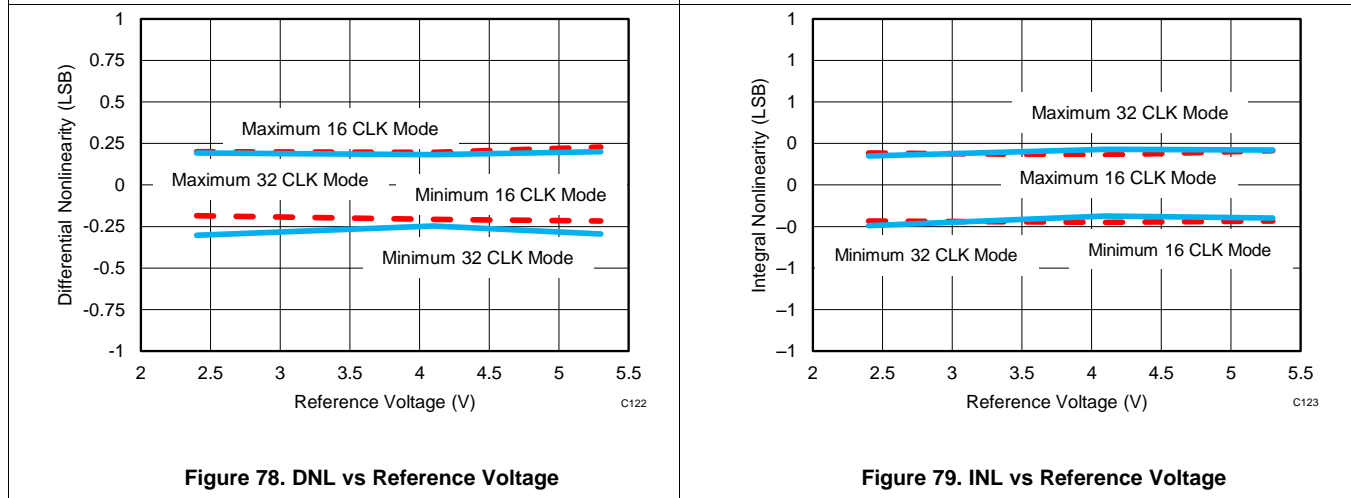 1
0.75
0.5
0.25
0
-0.25
-0.5
-0.75
-1
Differential Nonlinearity (LSB)
Maximum 16 CLK Mode
Maximum 32 CLK Mode
Minimum 16 CLK Mode
Minimum 32 CLK Mode
2 2.5 3 3.5 4 4.5 5 5.5
Reference Voltage (V)
C122
Figure 78. DNL vs Reference Voltage
1
1
1
0
0
–0
–1
–1
–1
Integral Nonlinearity (LSB)
Maximum 32 CLK Mode
Maximum 16 CLK Mode
Minimum 32 CLK Mode
Minimum 16 CLK Mode
2 2.5 3 3.5 4 4.5 5 5.5
Reference Voltage (V)
C123
Figure 79. INL vs Reference Voltage